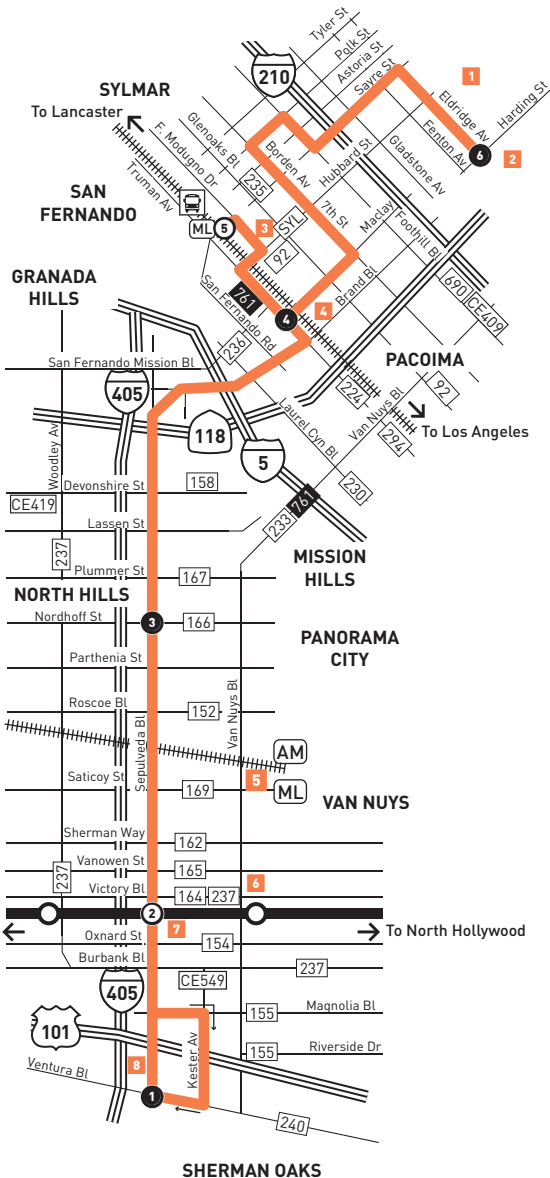 Tyler St
Polk St
Astoria St
Sayre St
210
1
Eldridge Av
Harding St
SYLMAR
To Lancaster
Fenton Av
6
2
Glenoaks Bl
F. Modugno Dr
Truman Av
Borden Av
235
Hubbard St
Gladstone Av
SAN
FERNANDO
ML
5
3
SYL
7th St
Maclay
Foothill Bl
92
GRANADA
HILLS
761
4
4
Brand Bl
690
CE409
San Fernando Rd
236
San Fernando Mission Bl
PACOIMA
405
118
5
224
Van Nuys Bl
92
Laurel Cyn Bl
294
To Los Angeles
Woodley Av
Devonshire St
158
230
CE419
761
233
Lassen St
237
MISSION
HILLS
Plummer St
167
NORTH HILLS
Nordhoff St
3
166
PANORAMA
CITY
Parthenia St
Roscoe Bl
152
Sepulveda Bl
Van Nuys Bl
AM
Saticoy St
169
5
ML
VAN NUYS
Sherman Way
162
Vanowen St
165
237
Victory Bl
164
237
6
2
7
Oxnard St
154
To North Hollywood
Burbank Bl
237
405
CE549
155
Magnolia Bl
101
Kester Av
155
Riverside Dr
Ventura Bl
8
1
240
SHERMAN OAKS